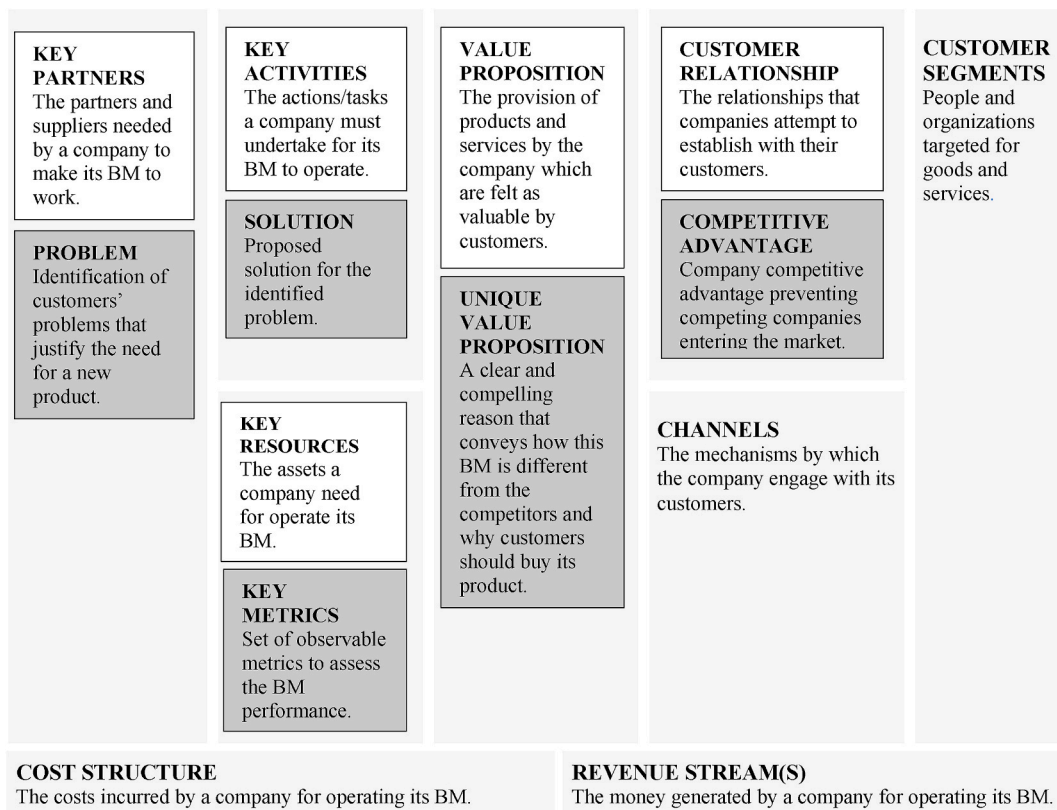 KEY
PARTNERS
The partners and
suppliers needed
by a company to
make its BM to
work.
PROBLEM
Identification of
customers'
problems that
justify the need
for a new
product.
KEY
ACTIVITIES
The actions/tasks
a company must
undertake for its
BM to operate.
SOLUTION
Proposed
solution for the
identified
problem.
KEY
RESOURCES
The assets a
company need
for operate its
BM.
KEY
METRICS
Set of observable
metrics to assess
the BM
performance.
VALUE
PROPOSITION
The provision of
products and
services by the
company which
are felt as
valuable by
customers.
UNIQUE
VALUE
PROPOSITION
A clear and
compelling
reason that
conveys how this
BM is different
from the
competitors and
why customers
should buy its
product.
CUSTOMER
RELATIONSHIP
The relationships that
companies attempt to
establish with their
customers.
COMPETITIVE
ADVANTAGE
Company competitive
advantage preventing
competing companies
entering the market.
CHANNELS
The mechanisms by which
the company engage with its
customers.
CUSTOMER
SEGMENTS
People and
organizations
targeted for
goods and
services.
COST STRUCTURE
The costs incurred by a company for operating its BM.
REVENUE STREAM(S)
The money generated by a company for operating its BM